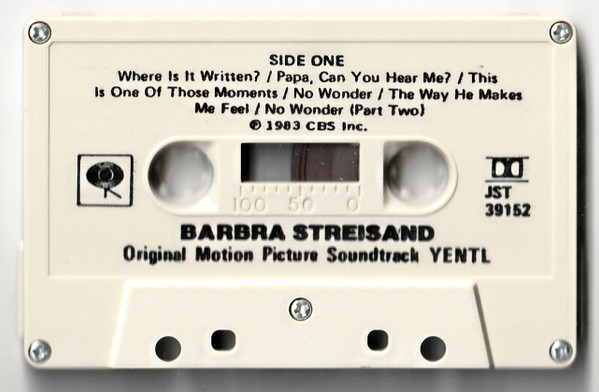 SIDE ONE
Where Is It Written? / Papa, Can You Hear Me? / This
Is One Of Those Moments / No Wonder / The Way He Makes
Me Feel / No Wonder (Part Two)
℗ 1983 CBS Inc.
100 50 0
JST
39152
BARBRA STREISAND
Original Motion Picture Soundtrack YENTL